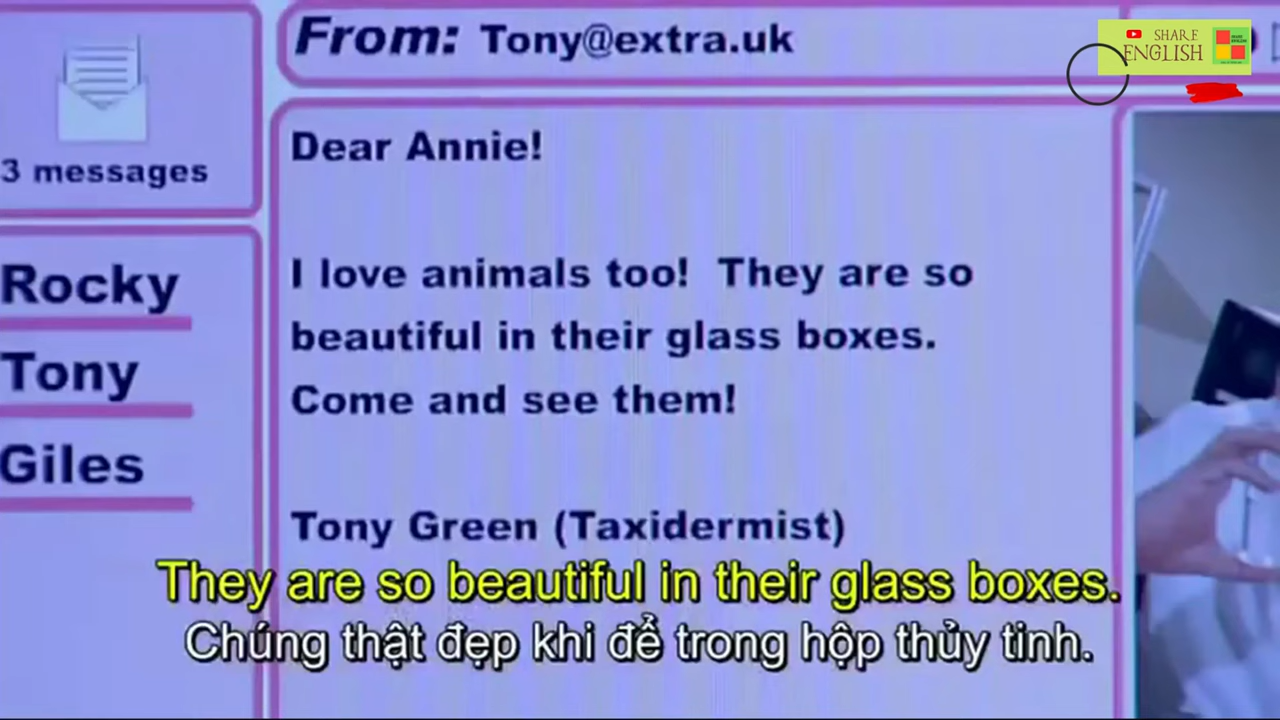 From: Tony@extra.uk
SHARE
ENGLISH
3 messages
Rocky
Tony
Giles
Dear Annie!
I love animals too! They are so
beautiful in their glass boxes.
Come and see them!
Tony Green (Taxidermist)
They are so beautiful in their glass boxes.
Chúng thật đẹp khi để trong hộp thủy tinh.